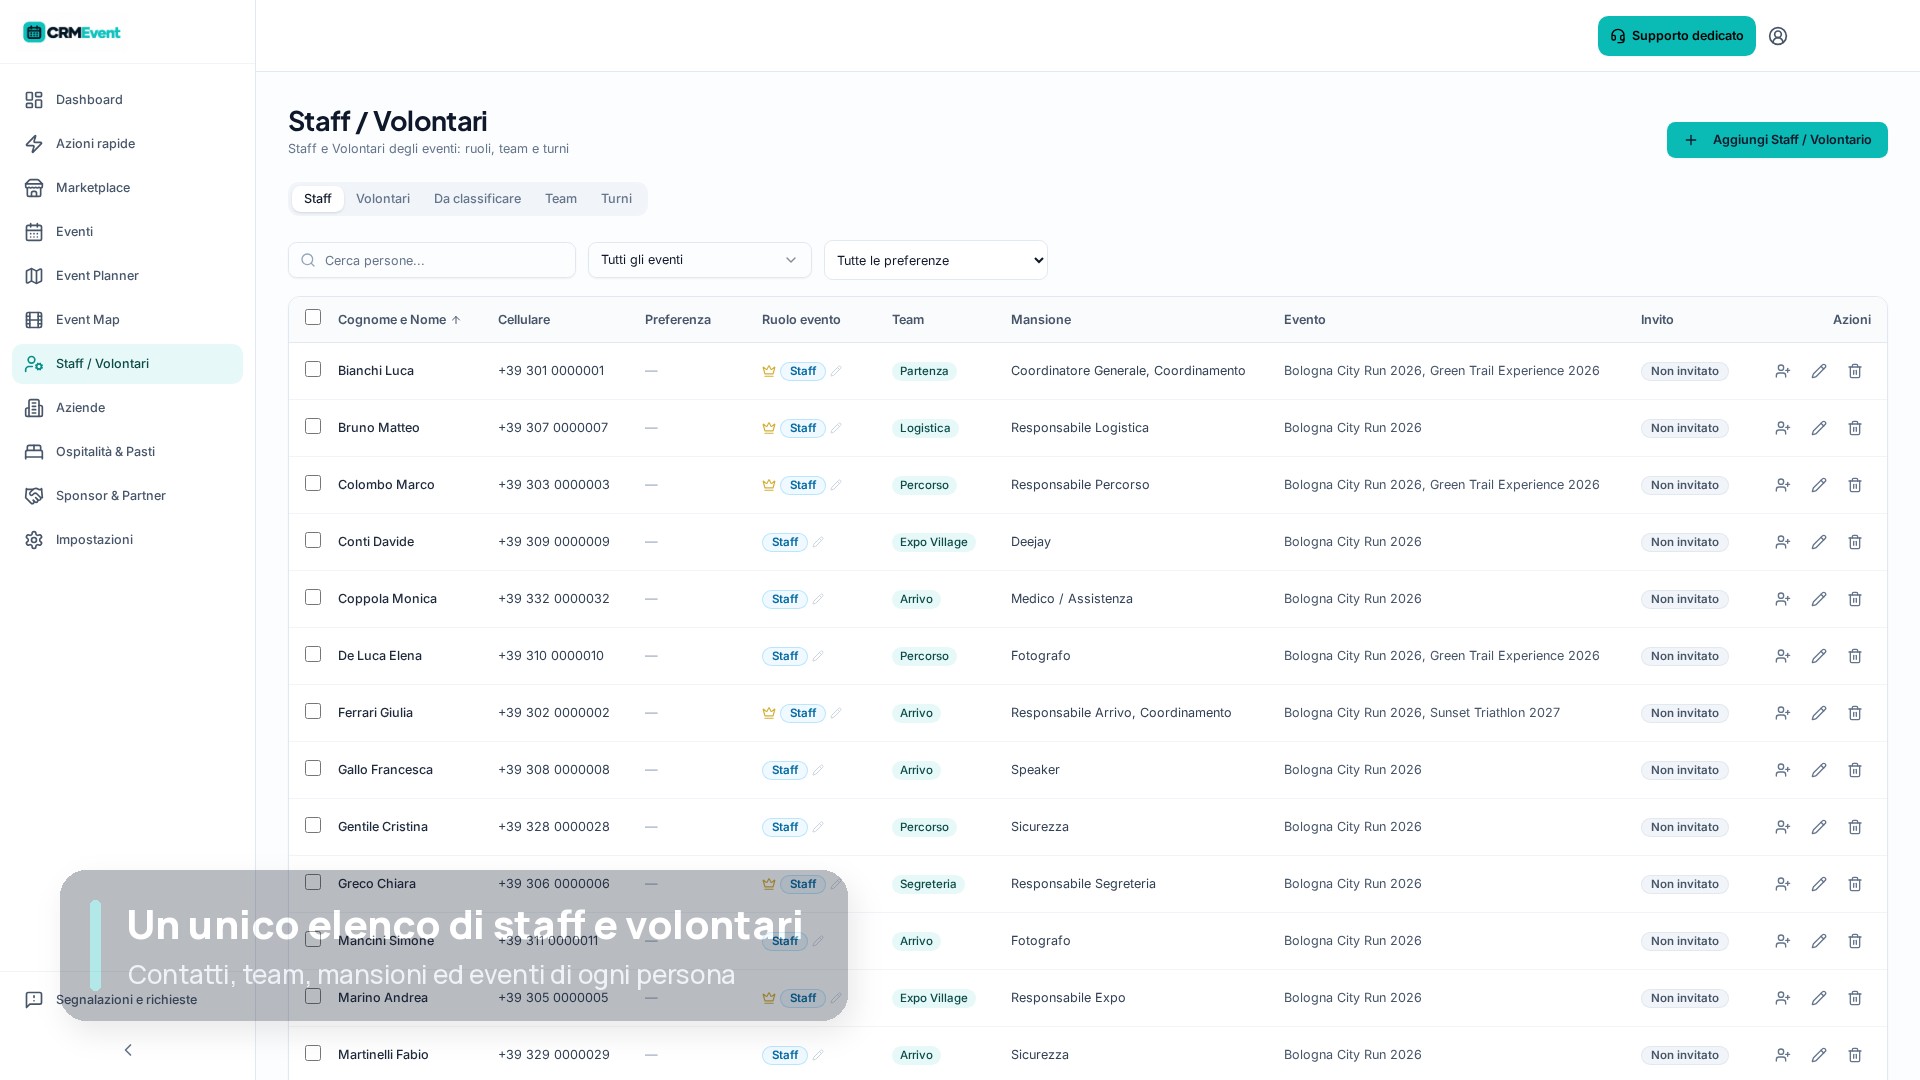 CRMEvent
Supporto dedicato
Dashboard
Azioni rapide
Marketplace
Eventi
Event Planner
Event Map
Staff / Volontari
Aziende
Ospitalità & Pasti
Sponsor & Partner
Impostazioni
Segnalazioni e richieste
Staff / Volontari
Staff e Volontari degli eventi: ruoli, team e turni
Aggiungi Staff / Volontario
Staff Volontari Da classificare Team Turni
Cerca persone... Tutti gli eventi Tutte le preferenze
Cognome e Nome Cellulare Preferenza Ruolo evento Team Mansione Evento Invito Azioni
Bianchi Luca +39 301 0000001 — Staff Partenza Coordinatore Generale, Coordinamento Bologna City Run 2026, Green Trail Experience 2026 Non invitato
Bruno Matteo +39 307 0000007 — Staff Logistica Responsabile Logistica Bologna City Run 2026 Non invitato
Colombo Marco +39 303 0000003 — Staff Percorso Responsabile Percorso Bologna City Run 2026, Green Trail Experience 2026 Non invitato
Conti Davide +39 309 0000009 — Staff Expo Village Deejay Bologna City Run 2026 Non invitato
Coppola Monica +39 332 0000032 — Staff Arrivo Medico / Assistenza Bologna City Run 2026 Non invitato
De Luca Elena +39 310 0000010 — Staff Percorso Fotografo Bologna City Run 2026, Green Trail Experience 2026 Non invitato
Ferrari Giulia +39 302 0000002 — Staff Arrivo Responsabile Arrivo, Coordinamento Bologna City Run 2026, Sunset Triathlon 2027 Non invitato
Gallo Francesca +39 308 0000008 — Staff Arrivo Speaker Bologna City Run 2026 Non invitato
Gentile Cristina +39 328 0000028 — Staff Percorso Sicurezza Bologna City Run 2026 Non invitato
Greco Chiara +39 306 0000006 — Staff Segreteria Responsabile Segreteria Bologna City Run 2026 Non invitato
Mancini Simone +39 311 0000011 — Staff Arrivo Fotografo Bologna City Run 2026 Non invitato
Marino Andrea +39 305 0000005 — Staff Expo Village Responsabile Expo Bologna City Run 2026 Non invitato
Martinelli Fabio +39 329 0000029 — Staff Arrivo Sicurezza Bologna City Run 2026 Non invitato
Un unico elenco di staff e volontari
Contatti, team, mansioni ed eventi di ogni persona